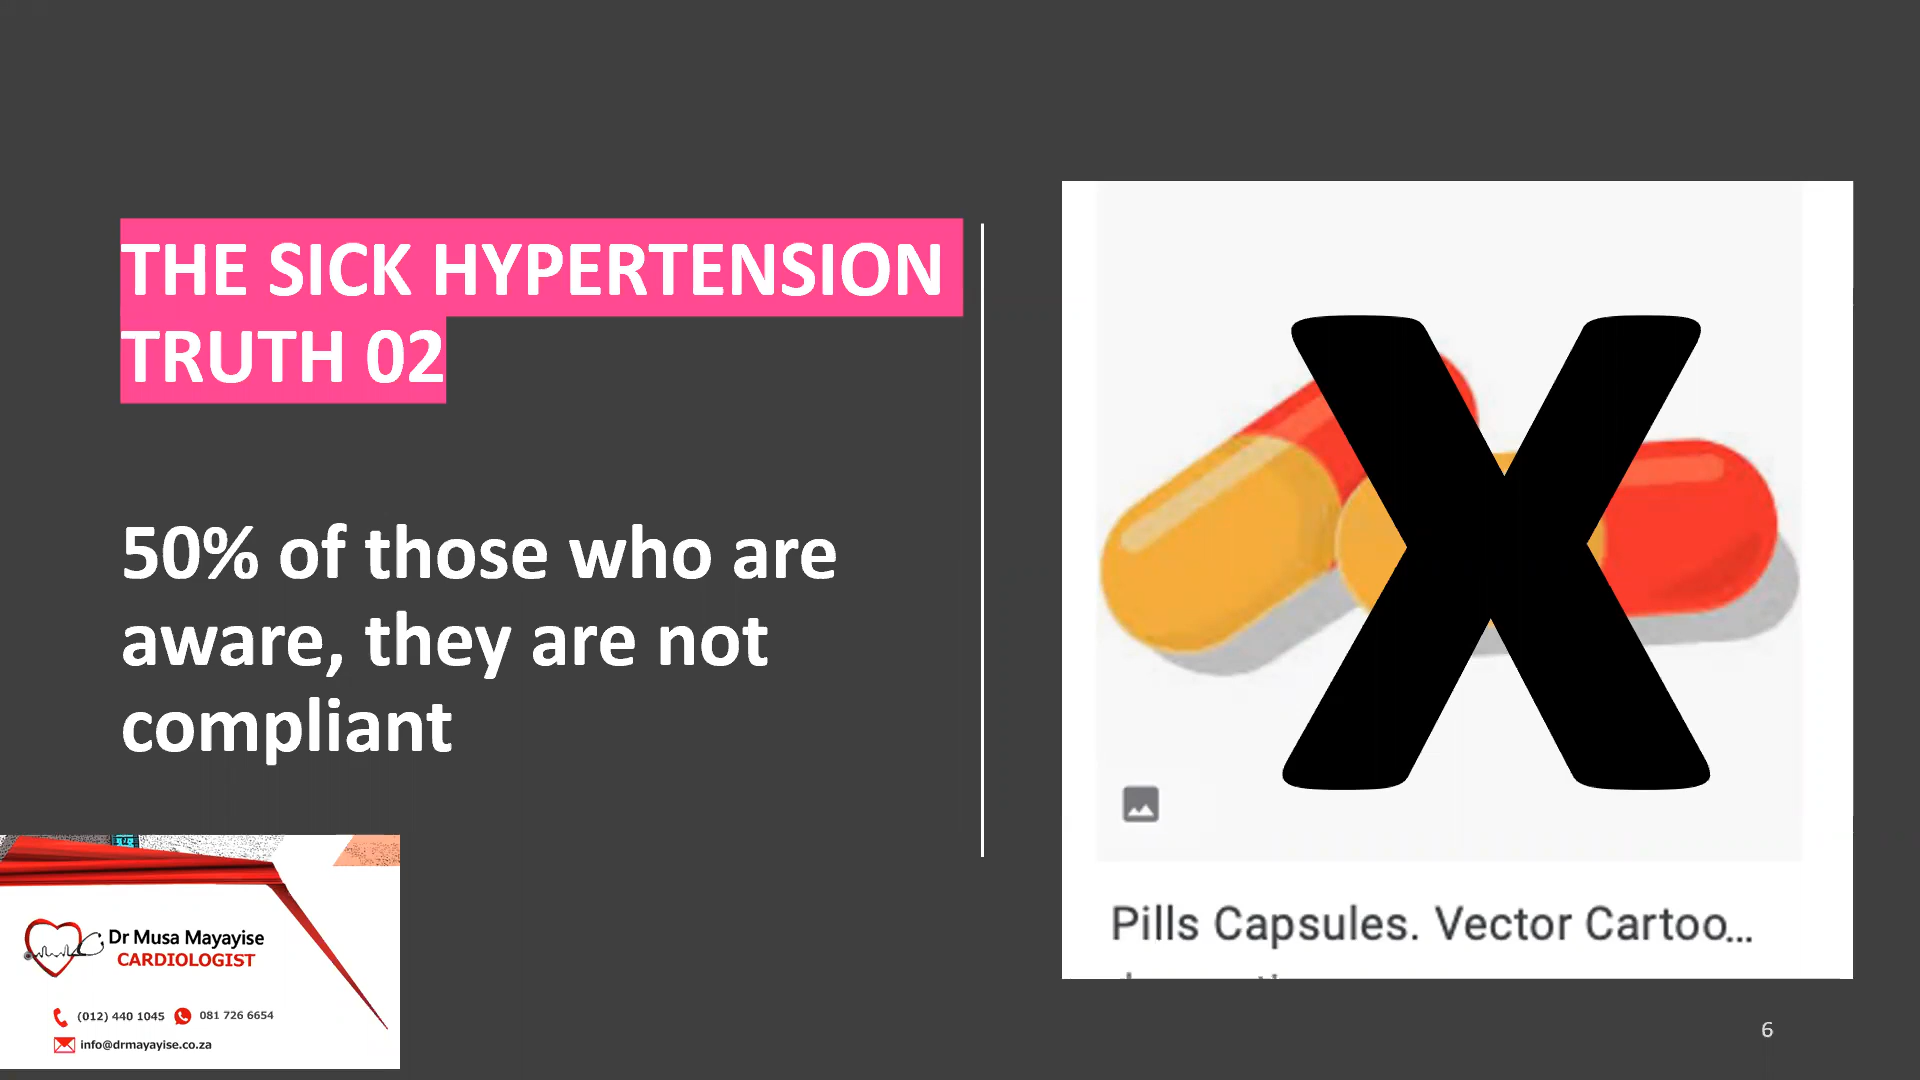 THE SICK HYPERTENSION
TRUTH 02
50% of those who are
aware, they are not
compliant
X
Pills Capsules. Vector Cartoo...
Dr Musa Mayayise
CARDIOLOGIST
(012) 440 1045 081 726 6654
info@drmayayise.co.za
6